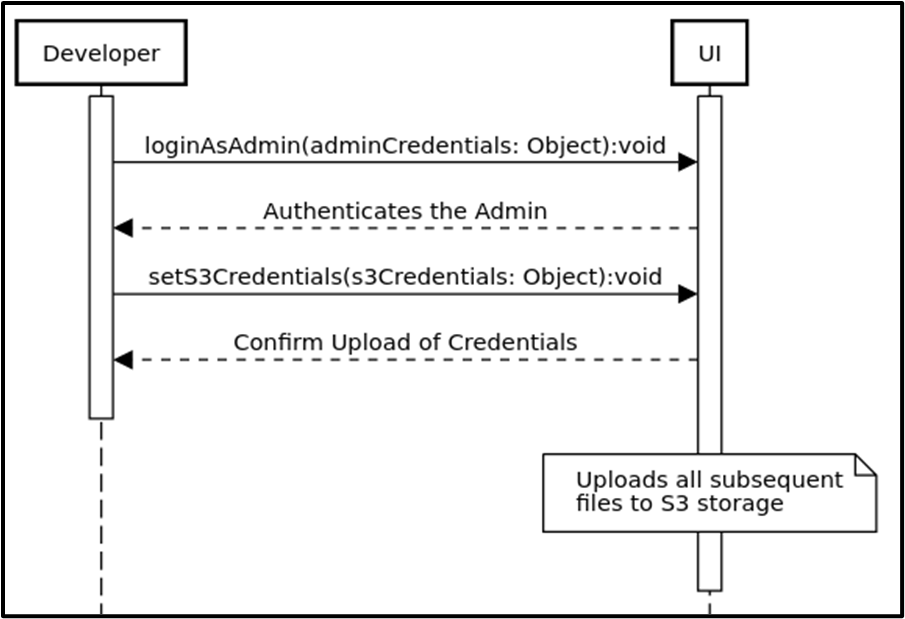 Developer
UI
loginAsAdmin(adminCredentials: Object):void
Authenticates the Admin
setS3Credentials(s3Credentials: Object):void
Confirm Upload of Credentials
Uploads all subsequent
files to S3 storage